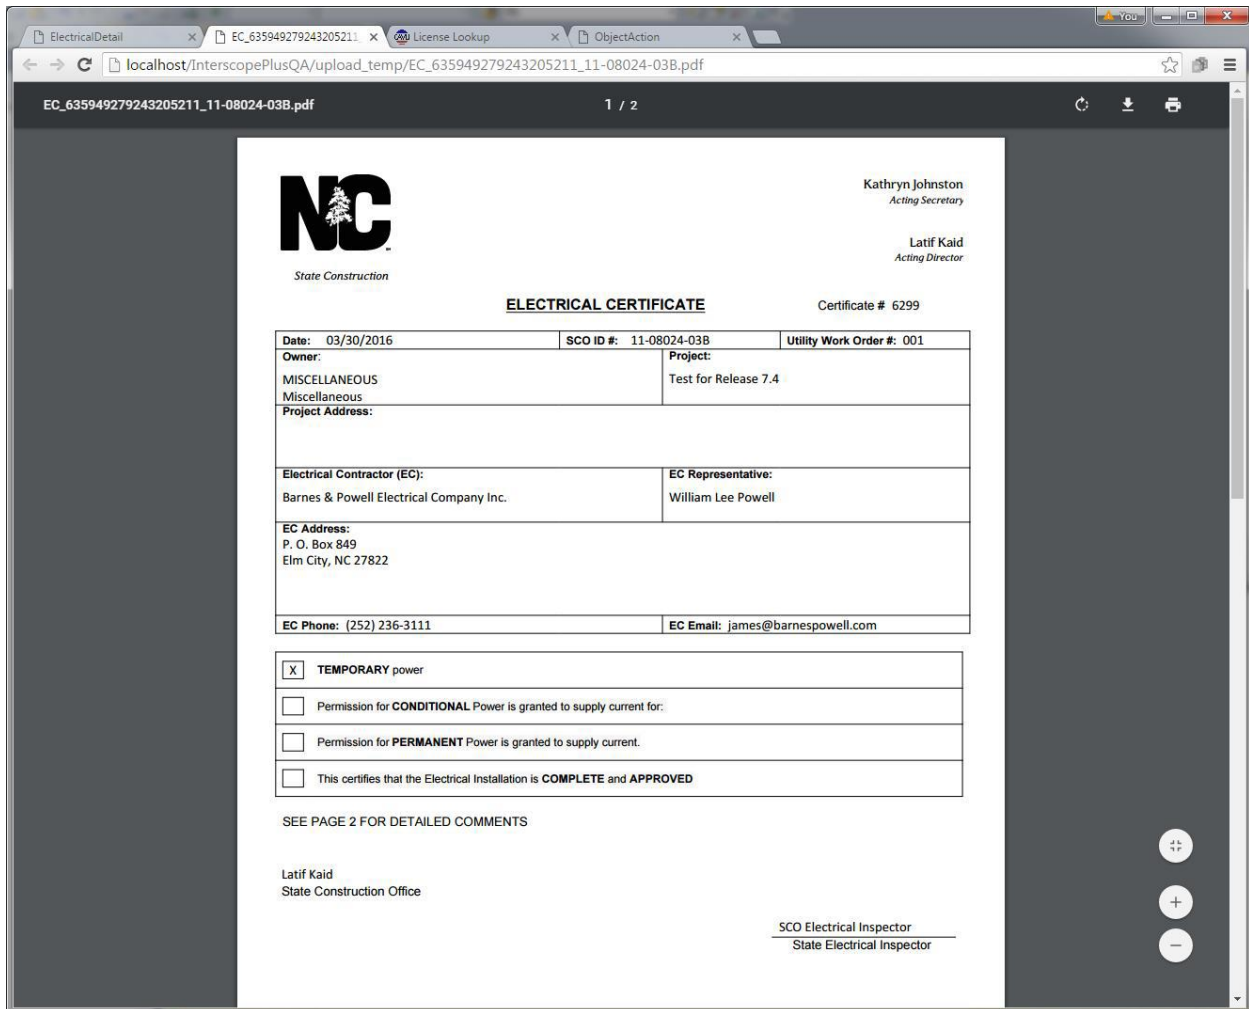 You
ElectricalDetail
EC_635949279243205211_
License Lookup
ObjectAction
localhost/InterscopePlusQA/upload_temp/EC_635949279243205211_11-08024-03B.pdf
EC_635949279243205211_11-08024-03B.pdf
1 / 2
NC
State Construction
Kathryn Johnston
Acting Secretary
Latif Kaid
Acting Director
ELECTRICAL CERTIFICATE
Certificate # 6299
Date: 03/30/2016 SCO ID #: 11-08024-03B Utility Work Order #: 001
Owner: Project:
MISCELLANEOUS Test for Release 7.4
Miscellaneous
Project Address:
Electrical Contractor (EC): EC Representative:
Barnes & Powell Electrical Company Inc. William Lee Powell
EC Address:
P. O. Box 849
Elm City, NC 27822
EC Phone: (252) 236-3111 EC Email: james@barnespowell.com
X TEMPORARY power
Permission for CONDITIONAL Power is granted to supply current for:
Permission for PERMANENT Power is granted to supply current.
This certifies that the Electrical Installation is COMPLETE and APPROVED
SEE PAGE 2 FOR DETAILED COMMENTS
Latif Kaid
State Construction Office
SCO Electrical Inspector
State Electrical Inspector